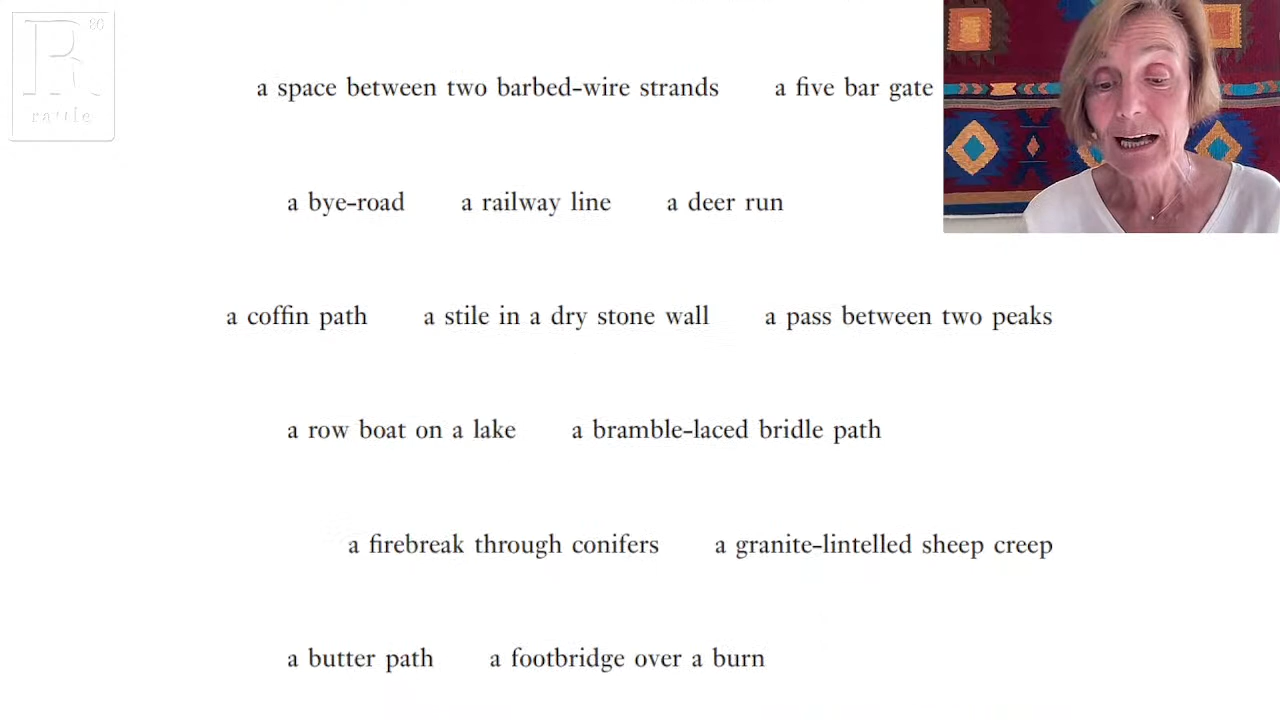 R 80
rattle
a space between two barbed-wire strands a five bar gate
a bye-road a railway line a deer run
a coffin path a stile in a dry stone wall a pass between two peaks
a row boat on a lake a bramble-laced bridle path
a firebreak through conifers a granite-lintelled sheep creep
a butter path a footbridge over a burn